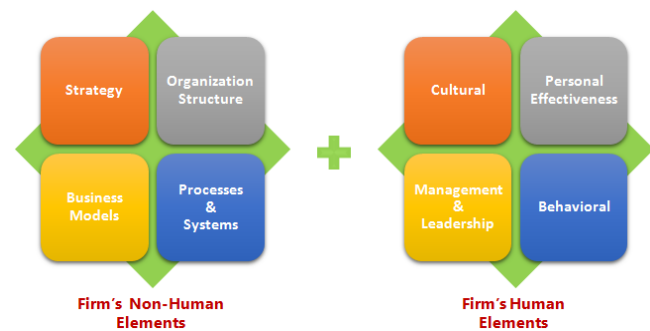 Strategy
Organization
Structure
Business
Models
Processes
&
Systems
Firm's Non-Human
Elements
Cultural
Personal
Effectiveness
Management
&
Leadership
Behavioral
Firm's Human
Elements